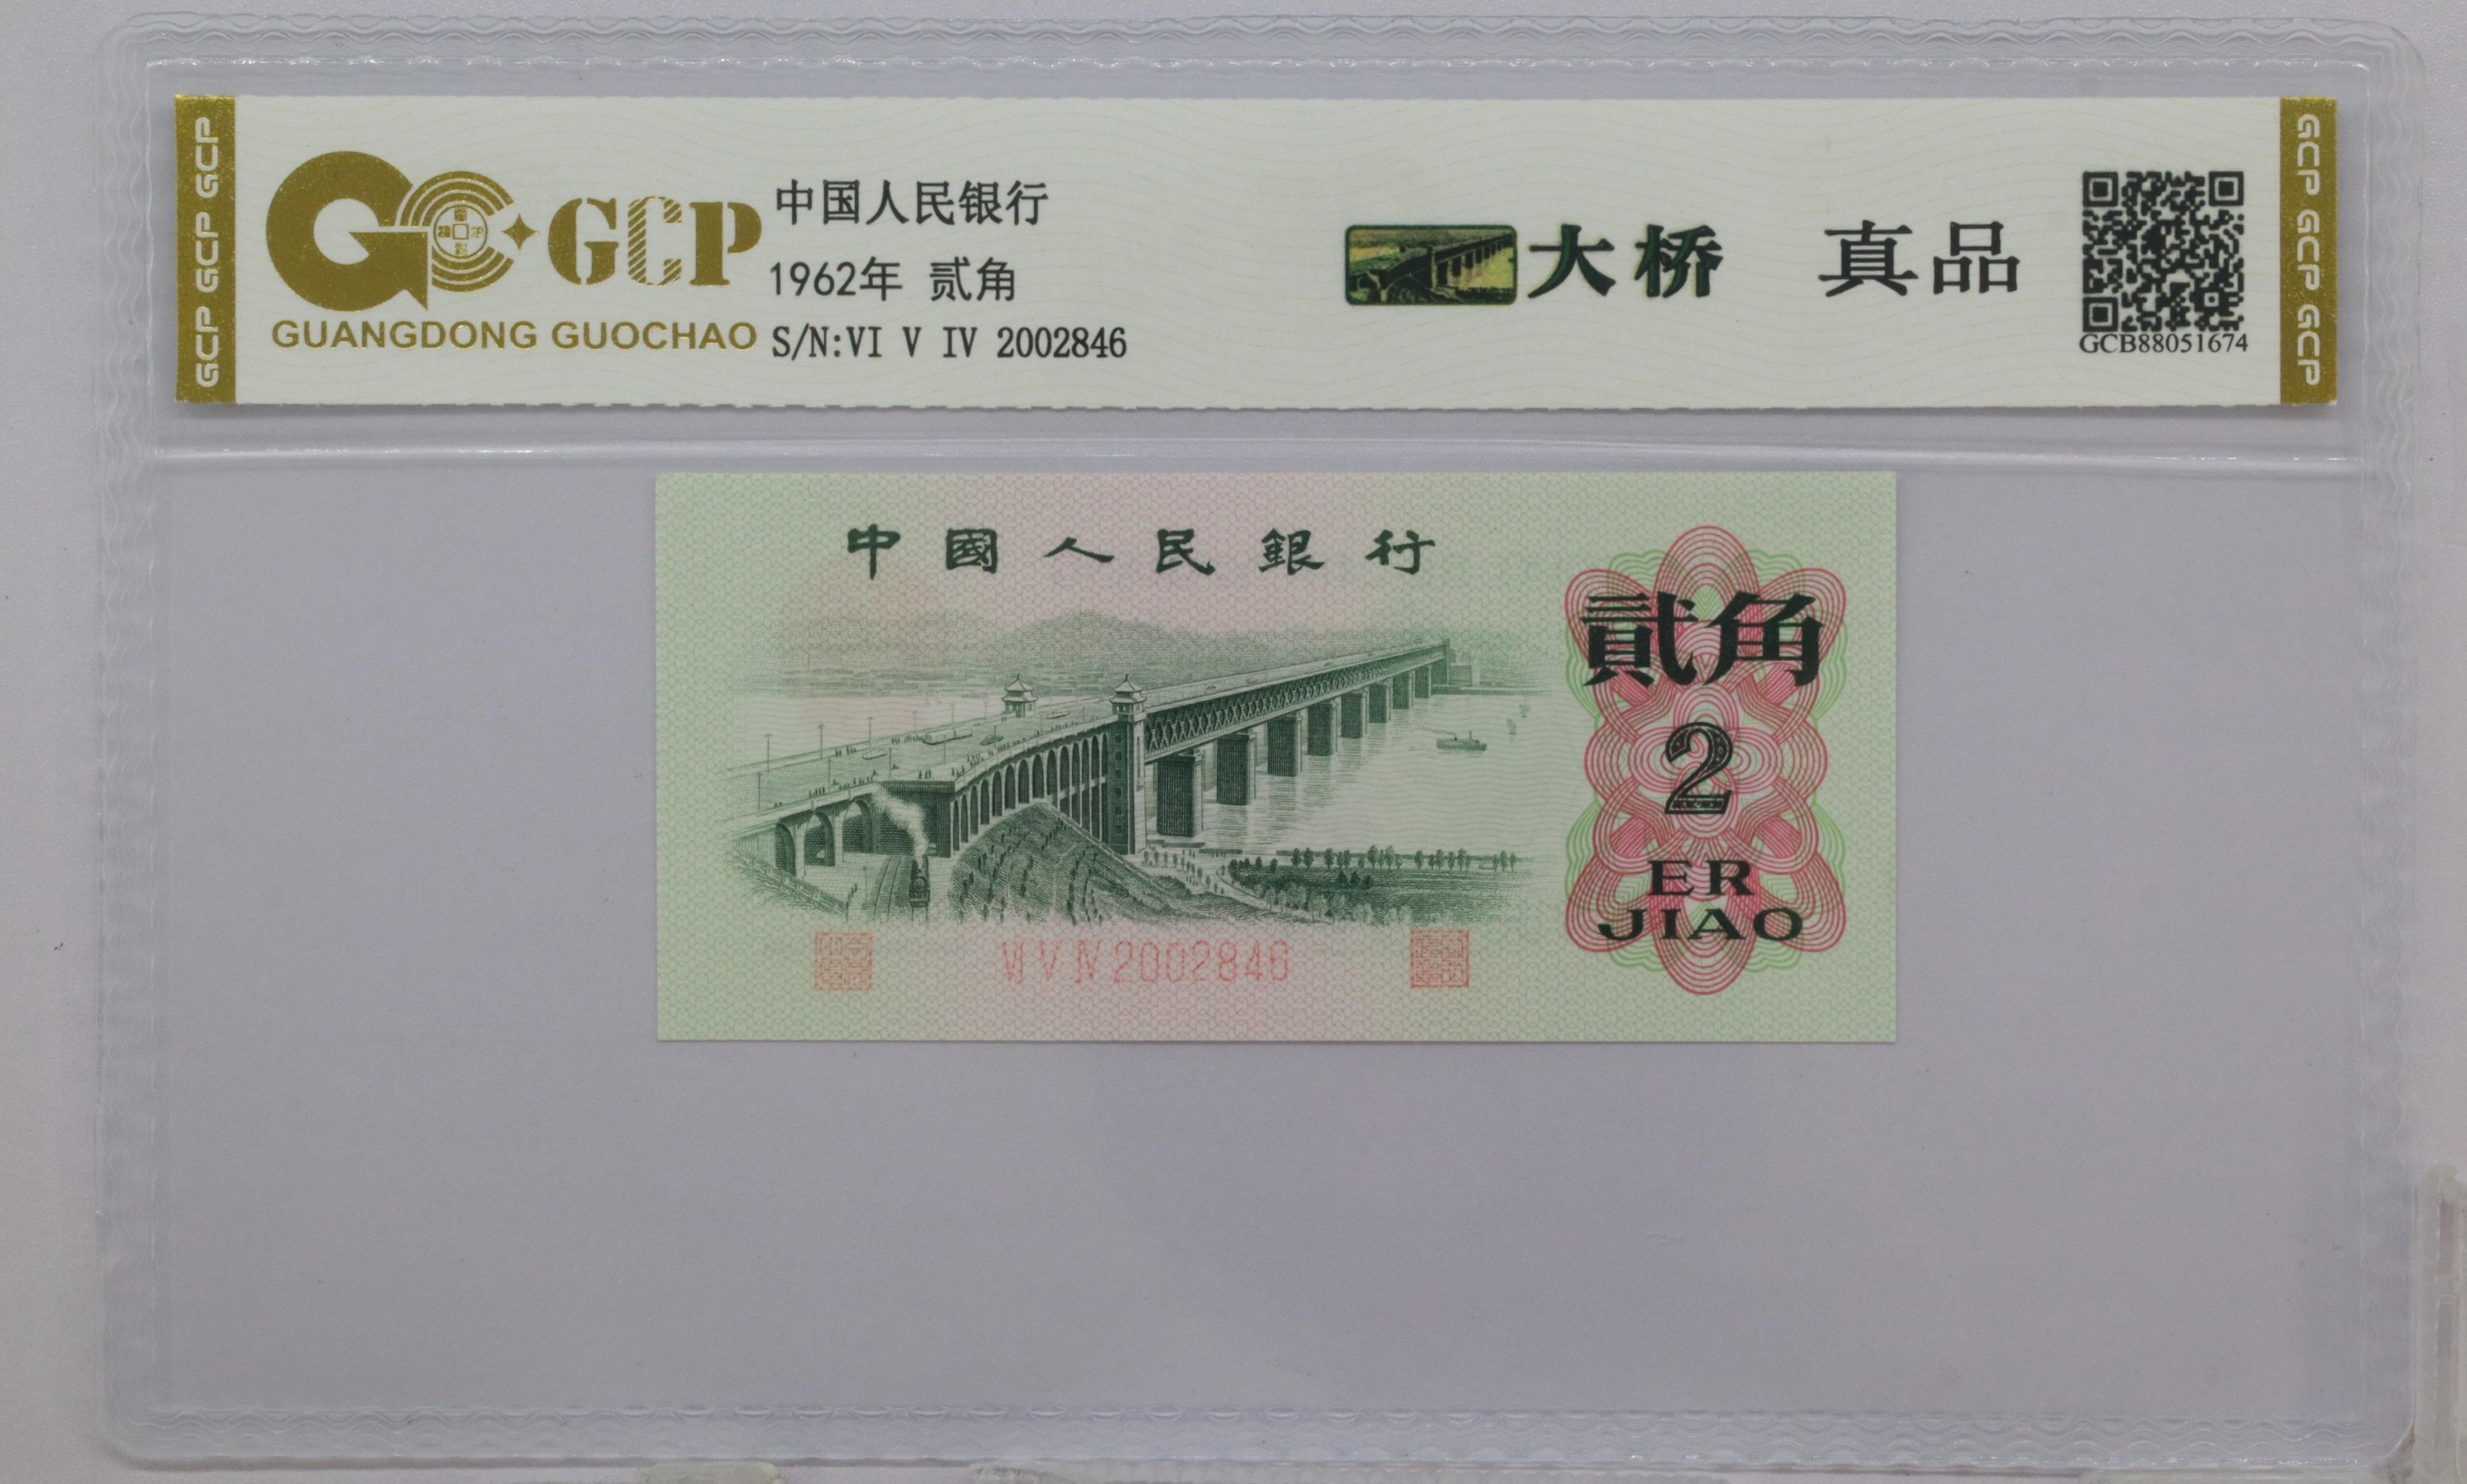 GCP GCP GCP
GCP
GUANGDONG GUOCHAO
中国人民银行
1962年 贰角
S/N:VI V IV 2002846
大桥 真品
GCB88051674
GCP GCP GCP
中國人民銀行
貳角
2
ER
JIAO
VI V IV 2002846